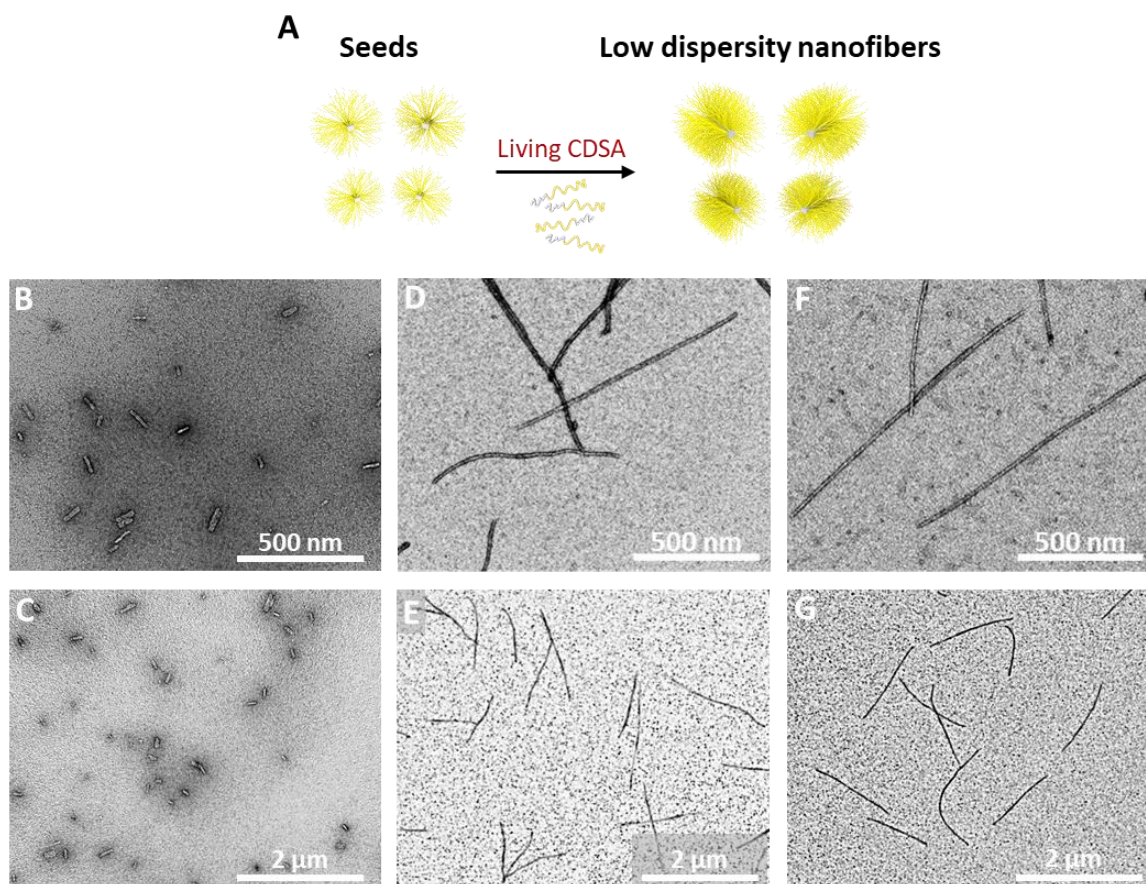 A
Seeds
Low dispersity nanofibers
Living CDSA
B
500 nm
D
500 nm
F
500 nm
C
2 μm
E
2 μm
G
2 μm